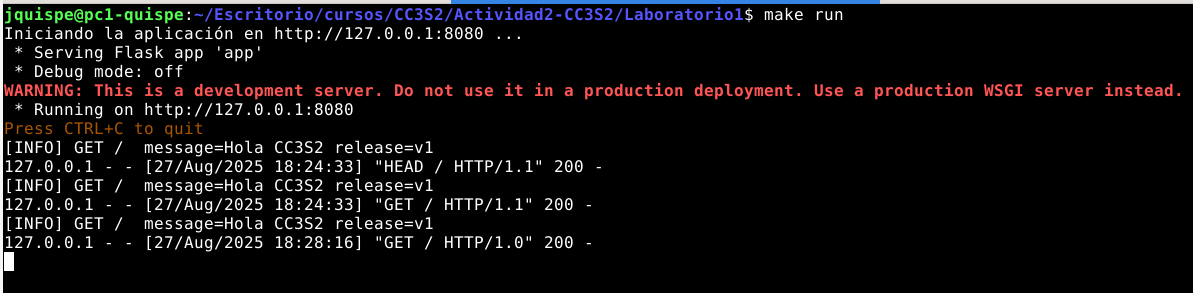 jquispe@pc1-quispe:~/Escritorio/cursos/CC3S2/Actividad2-CC3S2/Laboratorio1$ make run
Iniciando la aplicación en http://127.0.0.1:8080 ...
 * Serving Flask app 'app'
 * Debug mode: off
WARNING: This is a development server. Do not use it in a production deployment. Use a production WSGI server instead.
 * Running on http://127.0.0.1:8080
Press CTRL+C to quit
[INFO] GET /  message=Hola CC3S2 release=v1
127.0.0.1 - - [27/Aug/2025 18:24:33] "HEAD / HTTP/1.1" 200 -
[INFO] GET /  message=Hola CC3S2 release=v1
127.0.0.1 - - [27/Aug/2025 18:24:33] "GET / HTTP/1.1" 200 -
[INFO] GET /  message=Hola CC3S2 release=v1
127.0.0.1 - - [27/Aug/2025 18:28:16] "GET / HTTP/1.0" 200 -